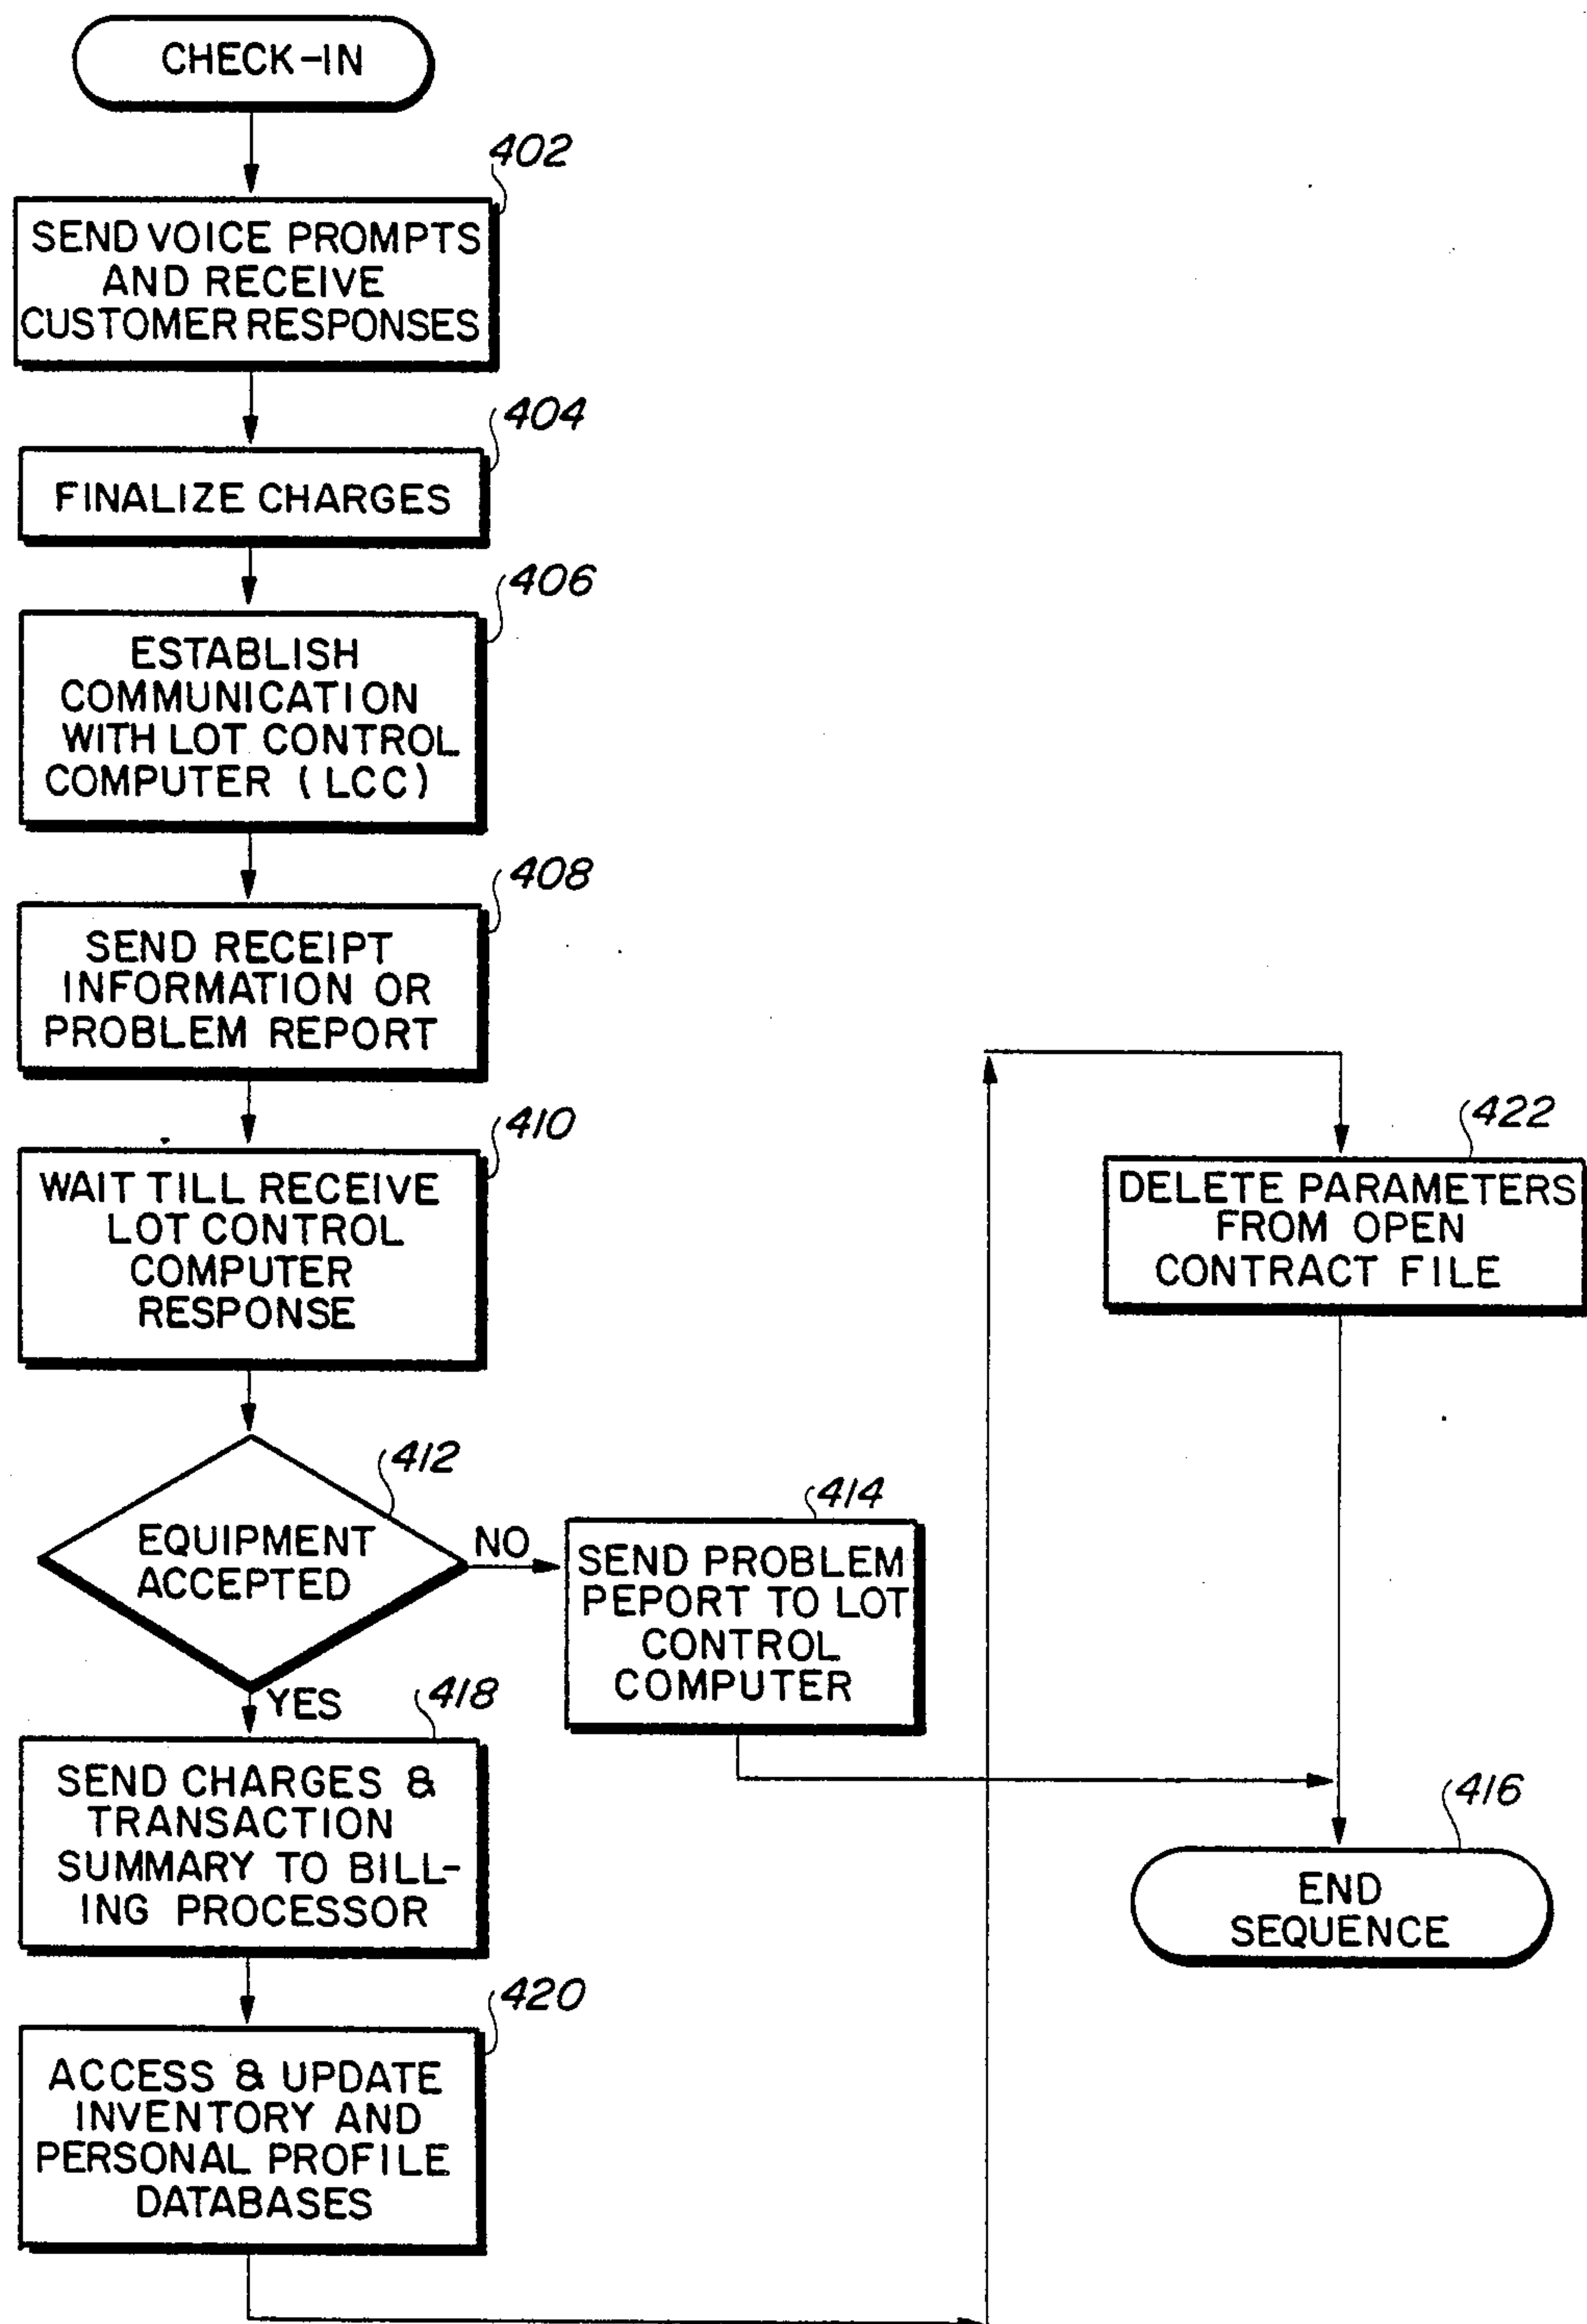 CHECK-IN
402
SEND VOICE PROMPTS
AND RECEIVE
CUSTOMER RESPONSES
404
FINALIZE CHARGES
406
ESTABLISH
COMMUNICATION
WITH LOT CONTROL
COMPUTER (LCC)
408
SEND RECEIPT
INFORMATION OR
PROBLEM REPORT
410
WAIT TILL RECEIVE
LOT CONTROL
COMPUTER
RESPONSE
412
EQUIPMENT
ACCEPTED
NO
YES
414
SEND PROBLEM
PEPORT TO LOT
CONTROL
COMPUTER
418
SEND CHARGES &
TRANSACTION
SUMMARY TO BILL-
ING PROCESSOR
420
ACCESS & UPDATE
INVENTORY AND
PERSONAL PROFILE
DATABASES
422
DELETE PARAMETERS
FROM OPEN
CONTRACT FILE
416
END
SEQUENCE